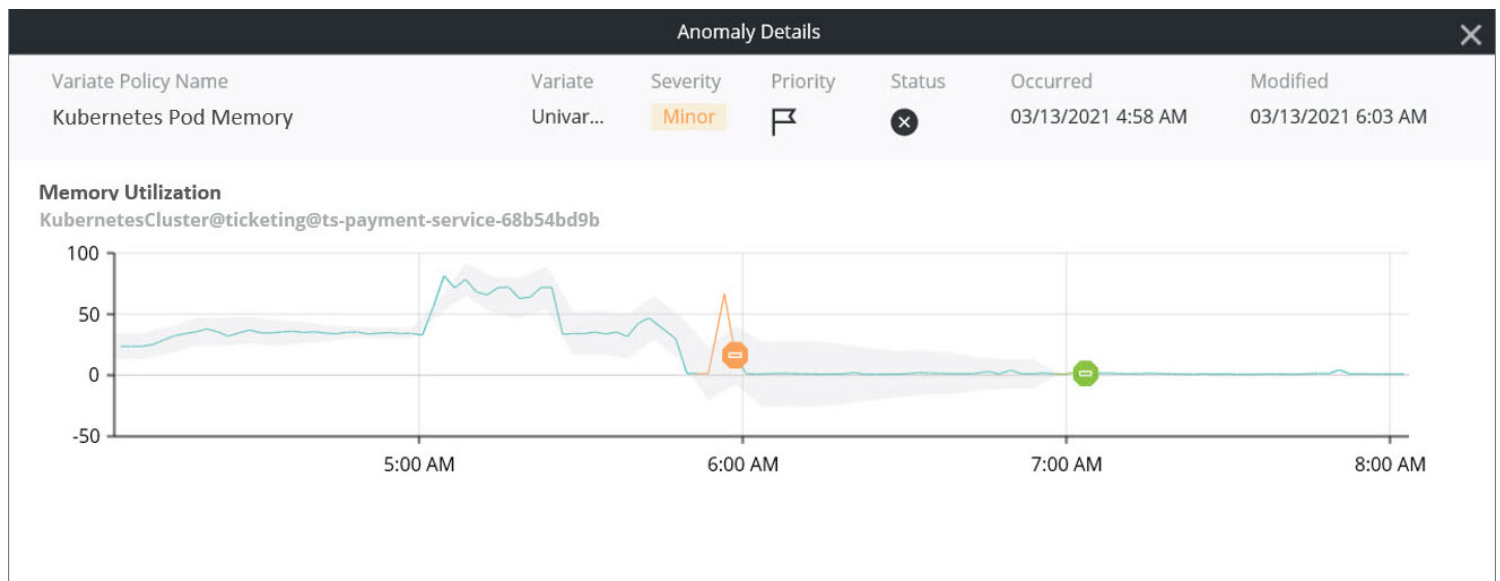 Anomaly Details
Variate Policy Name Variate Severity Priority Status Occurred Modified
Kubernetes Pod Memory Univar... Minor 03/13/2021 4:58 AM 03/13/2021 6:03 AM
Memory Utilization
KubernetesCluster@ticketing@ts-payment-service-68b54bd9b
100
50
0
-50
5:00 AM 6:00 AM 7:00 AM 8:00 AM